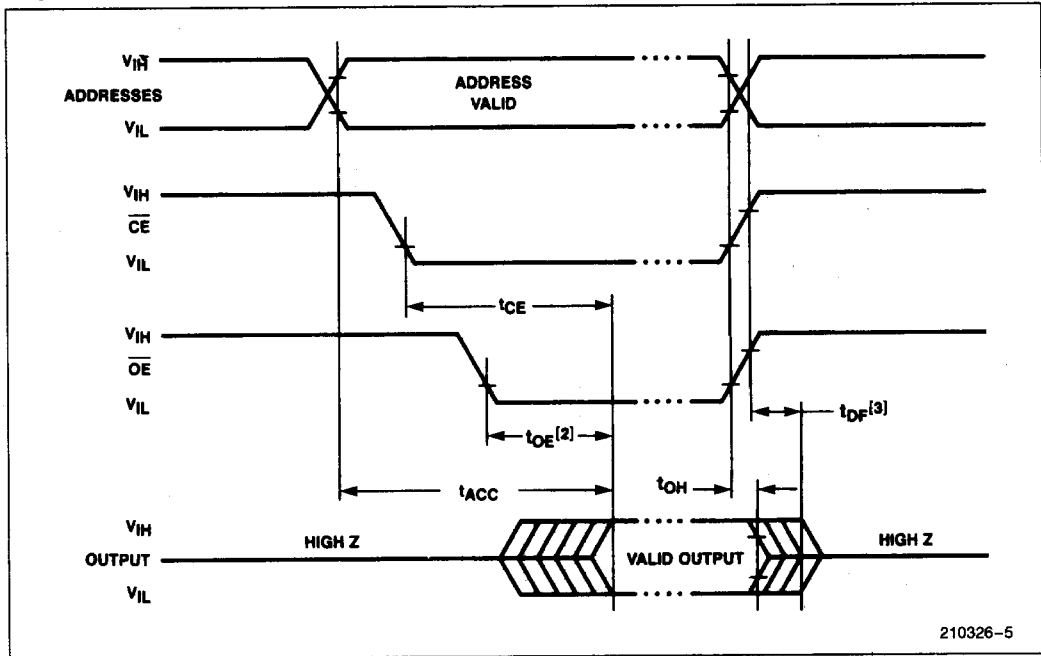 VIH
ADDRESSES
VIL
ADDRESS
VALID
VIH
CE
VIL
tCE
VIH
OE
VIL
tOE[2]
tDF[3]
tACC
tOH
VIH
OUTPUT
VIL
HIGH Z
VALID OUTPUT
HIGH Z
210326-5